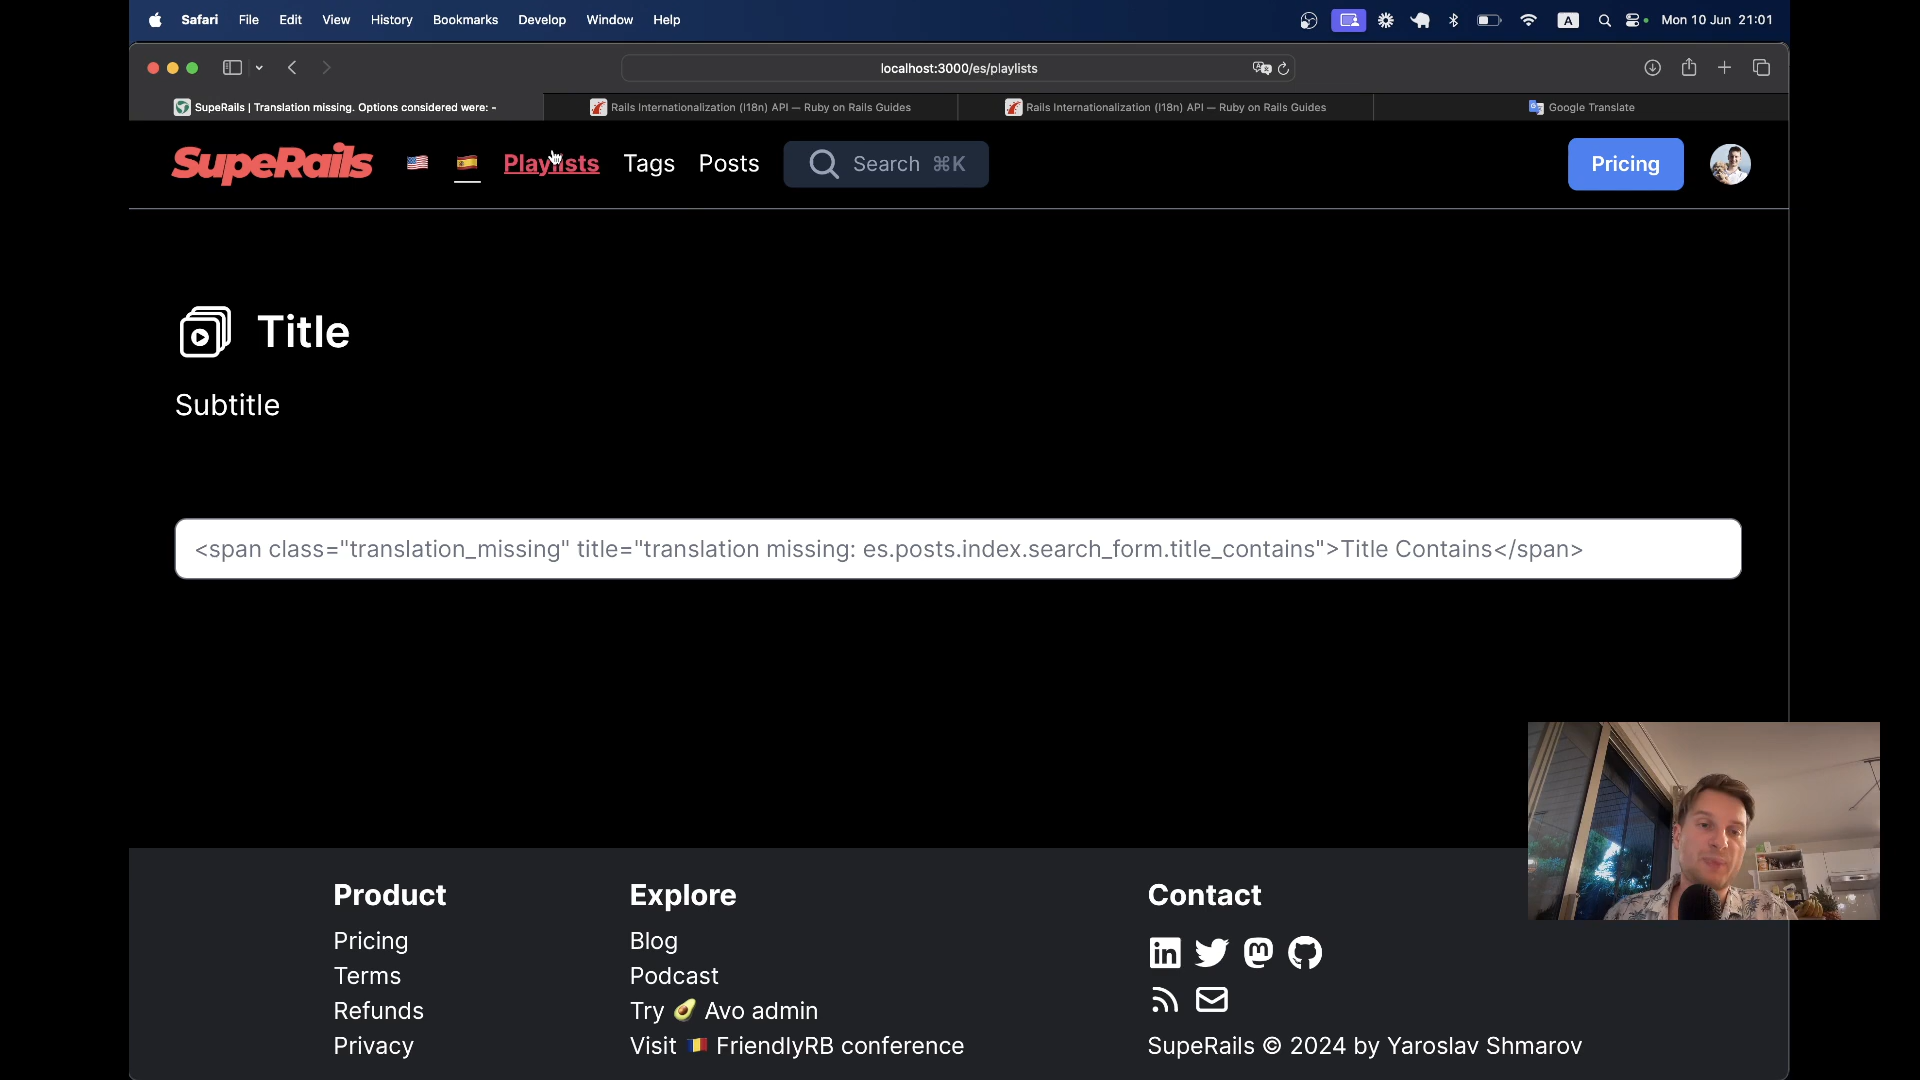 Safari File Edit View History Bookmarks Develop Window Help A Mon 10 Jun 21:01
localhost:3000/es/playlists
SupeRails | Translation missing. Options considered were: - Rails Internationalization (I18n) API — Ruby on Rails Guides Rails Internationalization (I18n) API — Ruby on Rails Guides Google Translate
SupeRails Playlists Tags Posts Search ⌘K Pricing
Title
Subtitle
<span class="translation_missing" title="translation missing: es.posts.index.search_form.title_contains">Title Contains</span>
Product Explore Contact
Pricing Blog
Terms Podcast
Refunds Try 🥑 Avo admin
Privacy Visit 🇷🇴 FriendlyRB conference SupeRails © 2024 by Yaroslav Shmarov